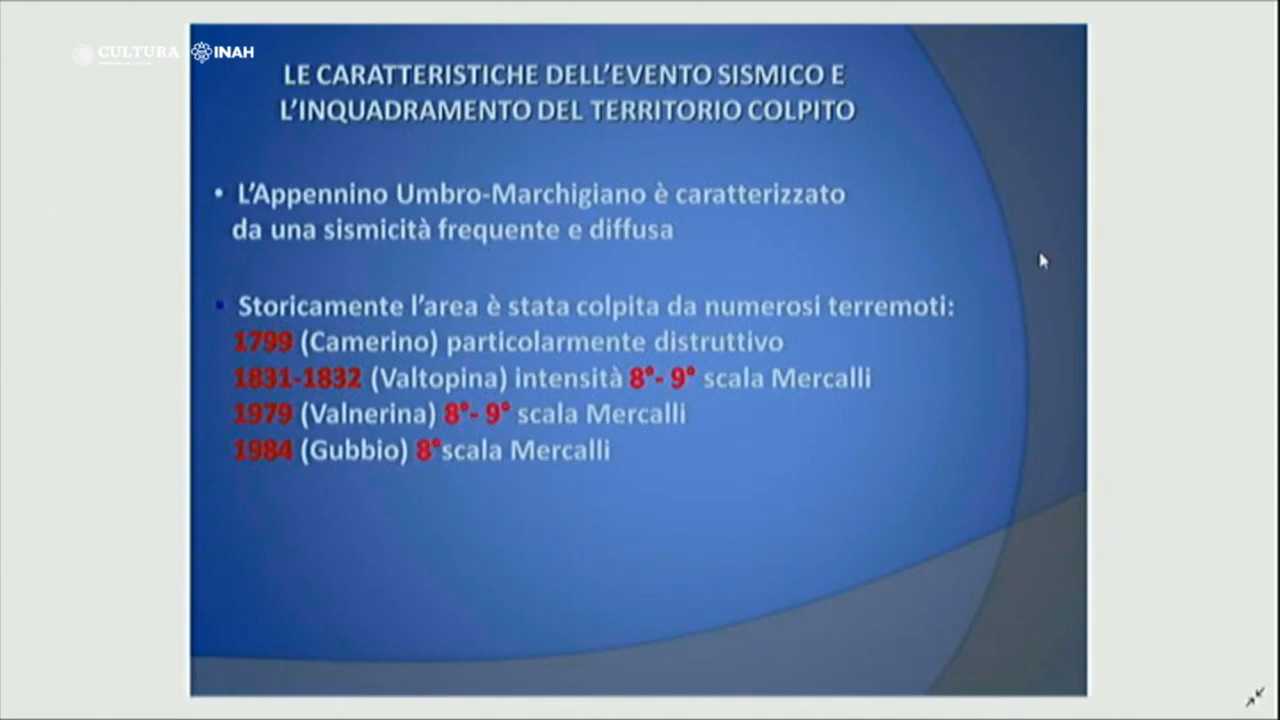 CULTURA INAH
LE CARATTERISTICHE DELL’EVENTO SISMICO E
L’INQUADRAMENTO DEL TERRITORIO COLPITO
• L’Appennino Umbro-Marchigiano è caratterizzato
da una sismicità frequente e diffusa
▪ Storicamente l’area è stata colpita da numerosi terremoti:
1799 (Camerino) particolarmente distruttivo
1831-1832 (Valtopina) intensità 8°- 9° scala Mercalli
1979 (Valnerina) 8°- 9° scala Mercalli
1984 (Gubbio) 8°scala Mercalli